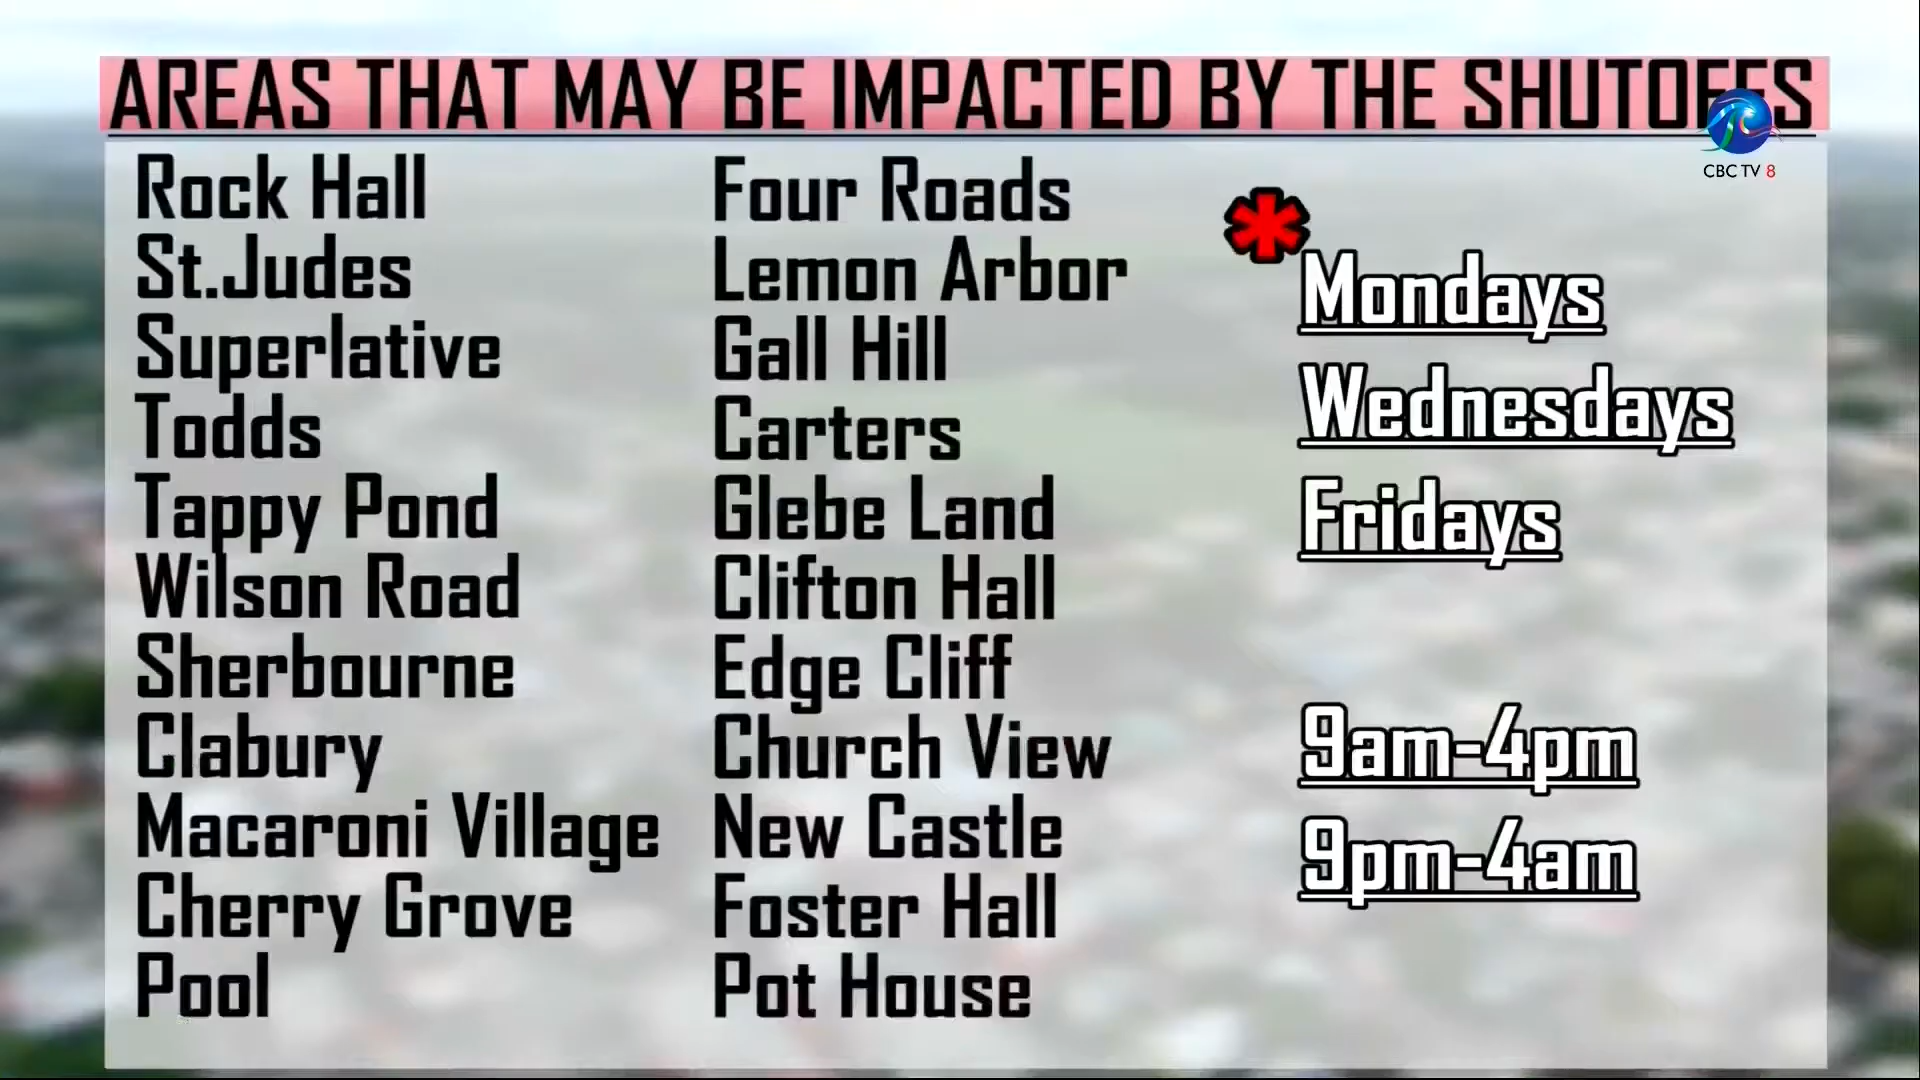 AREAS THAT MAY BE IMPACTED BY THE SHUTOFFS
CBC TV 8
Rock Hall
St.Judes
Superlative
Todds
Tappy Pond
Wilson Road
Sherbourne
Clabury
Macaroni Village
Cherry Grove
Pool
Four Roads
Lemon Arbor
Gall Hill
Carters
Glebe Land
Clifton Hall
Edge Cliff
Church View
New Castle
Foster Hall
Pot House
*
Mondays
Wednesdays
Fridays
9am-4pm
9pm-4am